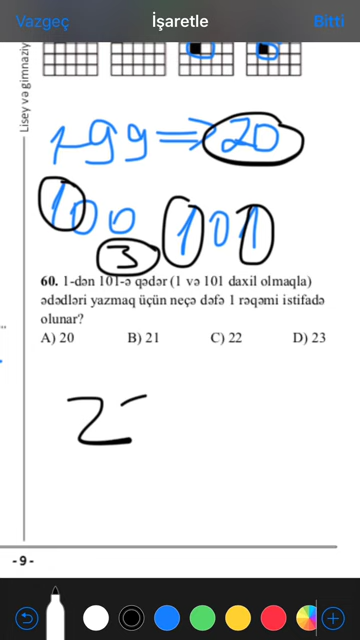 Vazgeç İşaretle Bitti
Lisey və gimnaziy
1-99 ⇒ 20
100 101
3
60. 1-dən 101-ə qədər (1 və 101 daxil olmaqla)
ədədləri yazmaq üçün neçə dəfə 1 rəqəmi istifadə
olunar?
A) 20 B) 21 C) 22 D) 23
- 9 -